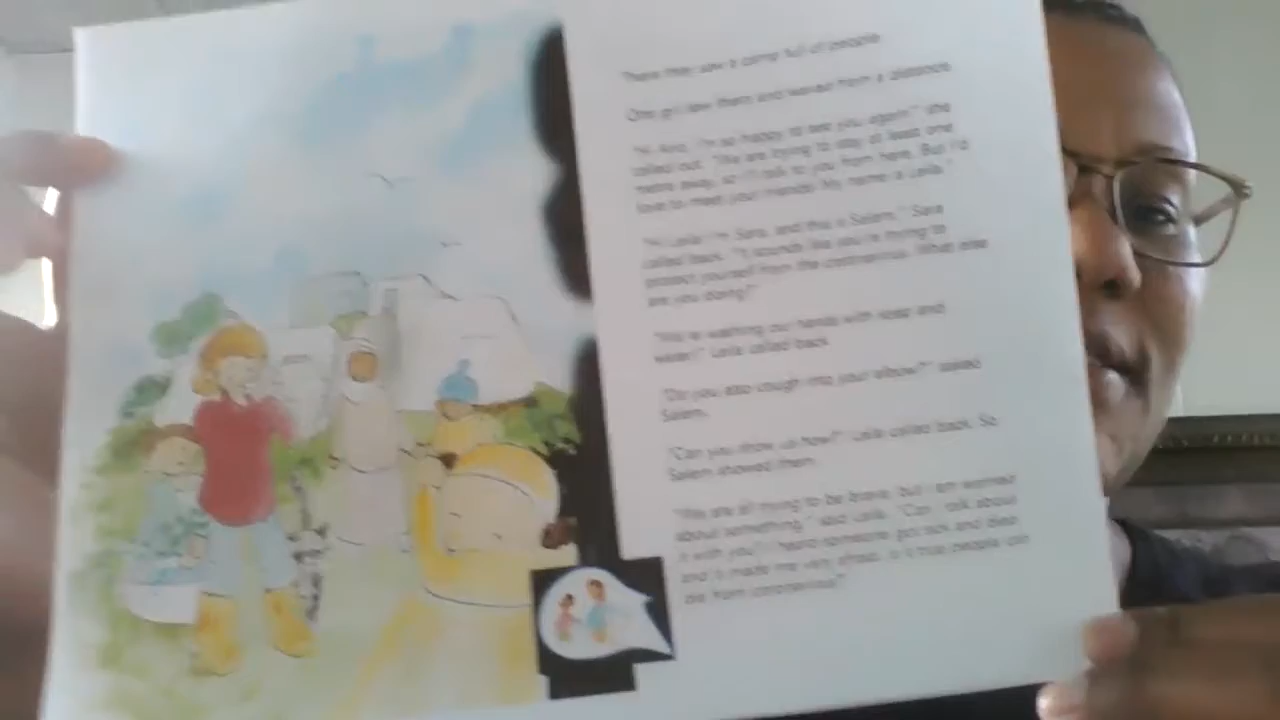 There they saw a camp full of people.
One girl saw them and waved from a distance.
"Hi Ario, I'm so happy to see you again!" she
called out. "We are trying to stay at least one
metre away, so I'll talk to you from here. But I'd
love to meet your friends! My name is Leila."
"Hi Leila! I'm Sara, and this is Salem," Sara
called back. "It sounds like you're trying to
protect yourself from the coronavirus. What else
are you doing?"
"We're washing our hands with soap and
water!" Leila called back.
"Do you also cough into your elbow?" asked
Salem.
"Can you show us how?" Leila called back. So
Salem showed them.
"We are all trying to be brave, but I am worried
about something," said Leila. "Can I talk about
it with you? I heard someone got sick and died
and it made me very afraid. Is it true people can
die from coronavirus?"